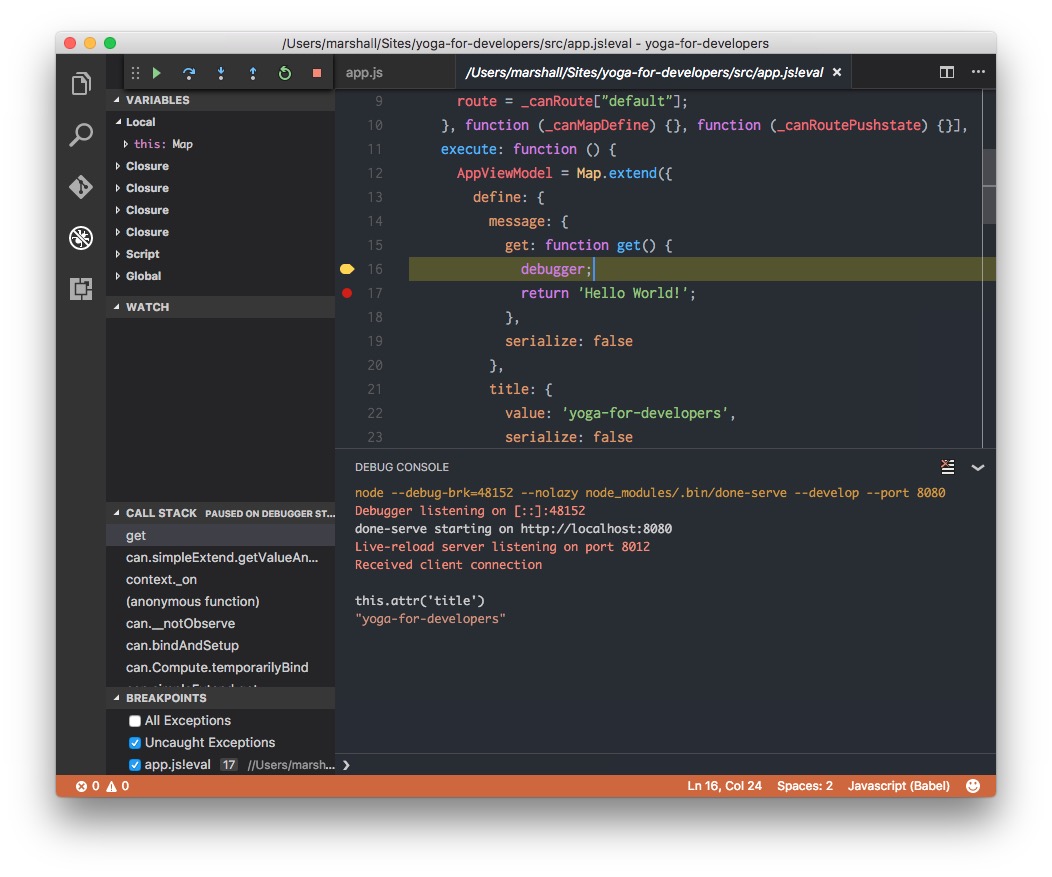 /Users/marshall/Sites/yoga-for-developers/src/app.js!eval - yoga-for-developers
app.js
/Users/marshall/Sites/yoga-for-developers/src/app.js!eval ×
VARIABLES
Local
this: Map
Closure
Closure
Closure
Closure
Script
Global
WATCH
CALL STACK PAUSED ON DEBUGGER ST...
get
can.simpleExtend.getValueAn...
context._on
(anonymous function)
can.__notObserve
can.bindAndSetup
can.Compute.temporarilyBind
BREAKPOINTS
All Exceptions
Uncaught Exceptions
app.js!eval 17 //Users/marsh...
9 route = _canRoute["default"];
10 }, function (_canMapDefine) {}, function (_canRoutePushstate) {}],
11 execute: function () {
12 AppViewModel = Map.extend({
13 define: {
14 message: {
15 get: function get() {
16 debugger;
17 return 'Hello World!';
18 },
19 serialize: false
20 },
21 title: {
22 value: 'yoga-for-developers',
23 serialize: false
DEBUG CONSOLE
node --debug-brk=48152 --nolazy node_modules/.bin/done-serve --develop --port 8080
Debugger listening on [::]:48152
done-serve starting on http://localhost:8080
Live-reload server listening on port 8012
Received client connection
this.attr('title')
"yoga-for-developers"
0 0 Ln 16, Col 24 Spaces: 2 Javascript (Babel)